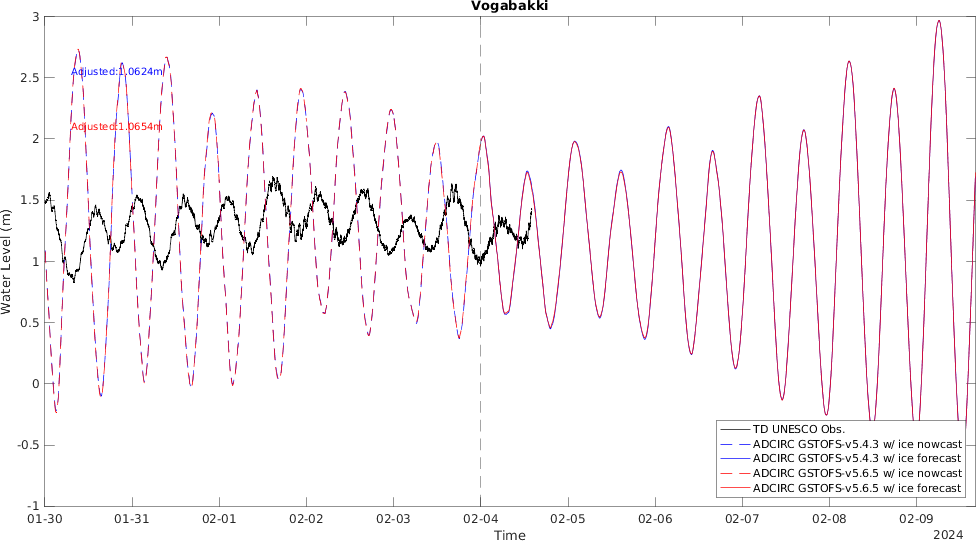 Vogabakki
3
2.5
2
1.5
1
0.5
0
-0.5
-1
Water Level (m)
Adjusted:1.0624m
Adjusted:1.0654m
TD UNESCO Obs.
ADCIRC GSTOFS-v5.4.3 w/ ice nowcast
ADCIRC GSTOFS-v5.4.3 w/ ice forecast
ADCIRC GSTOFS-v5.6.5 w/ ice nowcast
ADCIRC GSTOFS-v5.6.5 w/ ice forecast
01-30 01-31 02-01 02-02 02-03 02-04 02-05 02-06 02-07 02-08 02-09
Time
2024